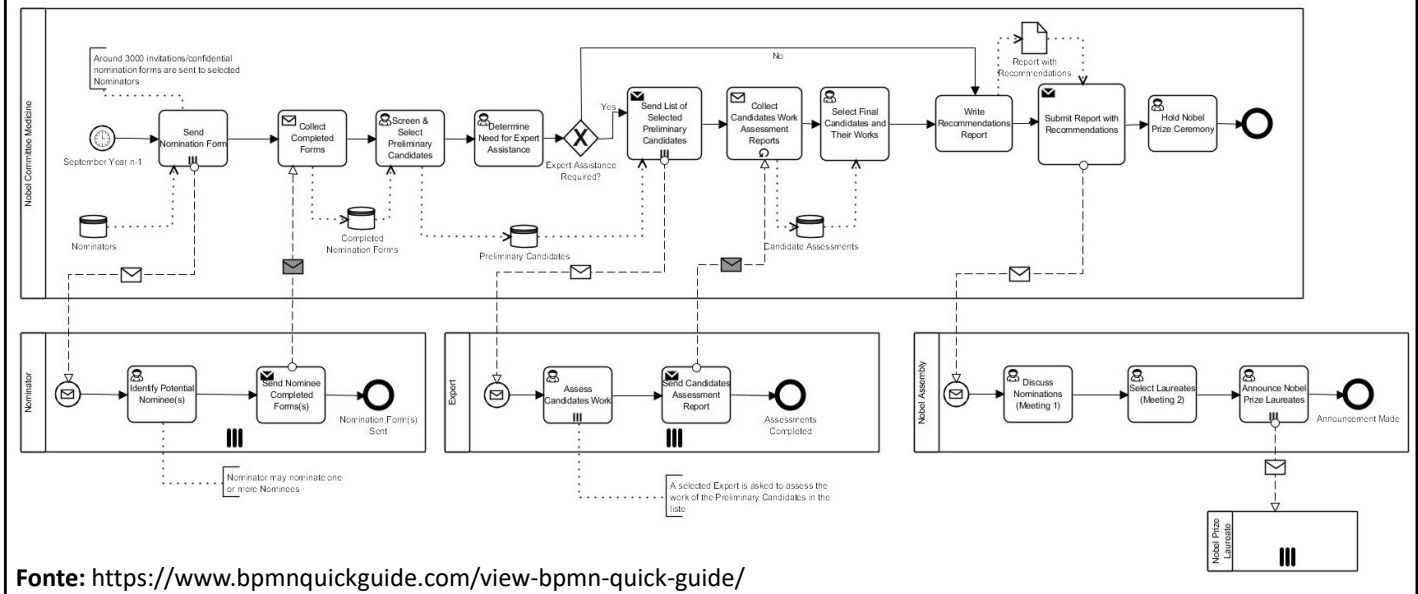 Nobel Committee Medicine
Around 3000 invitations/confidential
nomination forms are sent to selected
Nominators
September Year n-1
Send
Nomination Form
Nominators
Collect
Completed
Forms
Completed
Nomination Forms
Screen &
Select
Preliminary
Candidates
Preliminary Candidates
Determine
Need for Expert
Assistance
Expert Assistance
Required?
Yes
No
Send List of
Selected
Preliminary
Candidates
Collect
Candidates Work
Assessment
Reports
Candidate Assessments
Select Final
Candidates and
Their Works
Write
Recommendations
Report
Report with
Recommendations
Submit Report with
Recommendations
Hold Nobel
Prize Ceremony
Nominator
Identify Potential
Nominee(s)
Send Nominee
Completed
Forms(s)
Nomination Form(s)
Sent
Nominator may nominate one
or more Nominees
Expert
Assess
Candidates Work
Send Candidates
Assessment
Report
Assessments
Completed
A selected Expert is asked to assess the
work of the Preliminary Candidates in the
liste
Nobel Assembly
Discuss
Nominations
(Meeting 1)
Select Laureates
(Meeting 2)
Announce Nobel
Prize Laureates
Announcement Made
Nobel Prize
Laureate
Fonte: https://www.bpmnquickguide.com/view-bpmn-quick-guide/